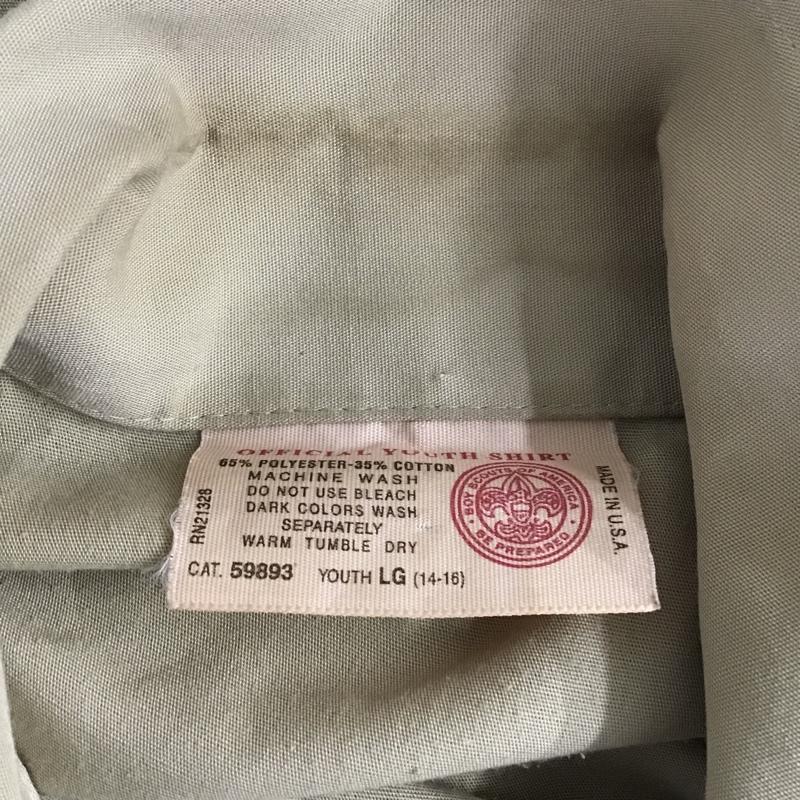 OFFICIAL YOUTH SHIRT
65% POLYESTER-35% COTTON
MACHINE WASH
DO NOT USE BLEACH
DARK COLORS WASH
SEPARATELY
WARM TUMBLE DRY
RN21328
CAT. 59893 YOUTH LG (14-16)
BOY SCOUTS OF AMERICA
BE PREPARED
MADE IN U.S.A.